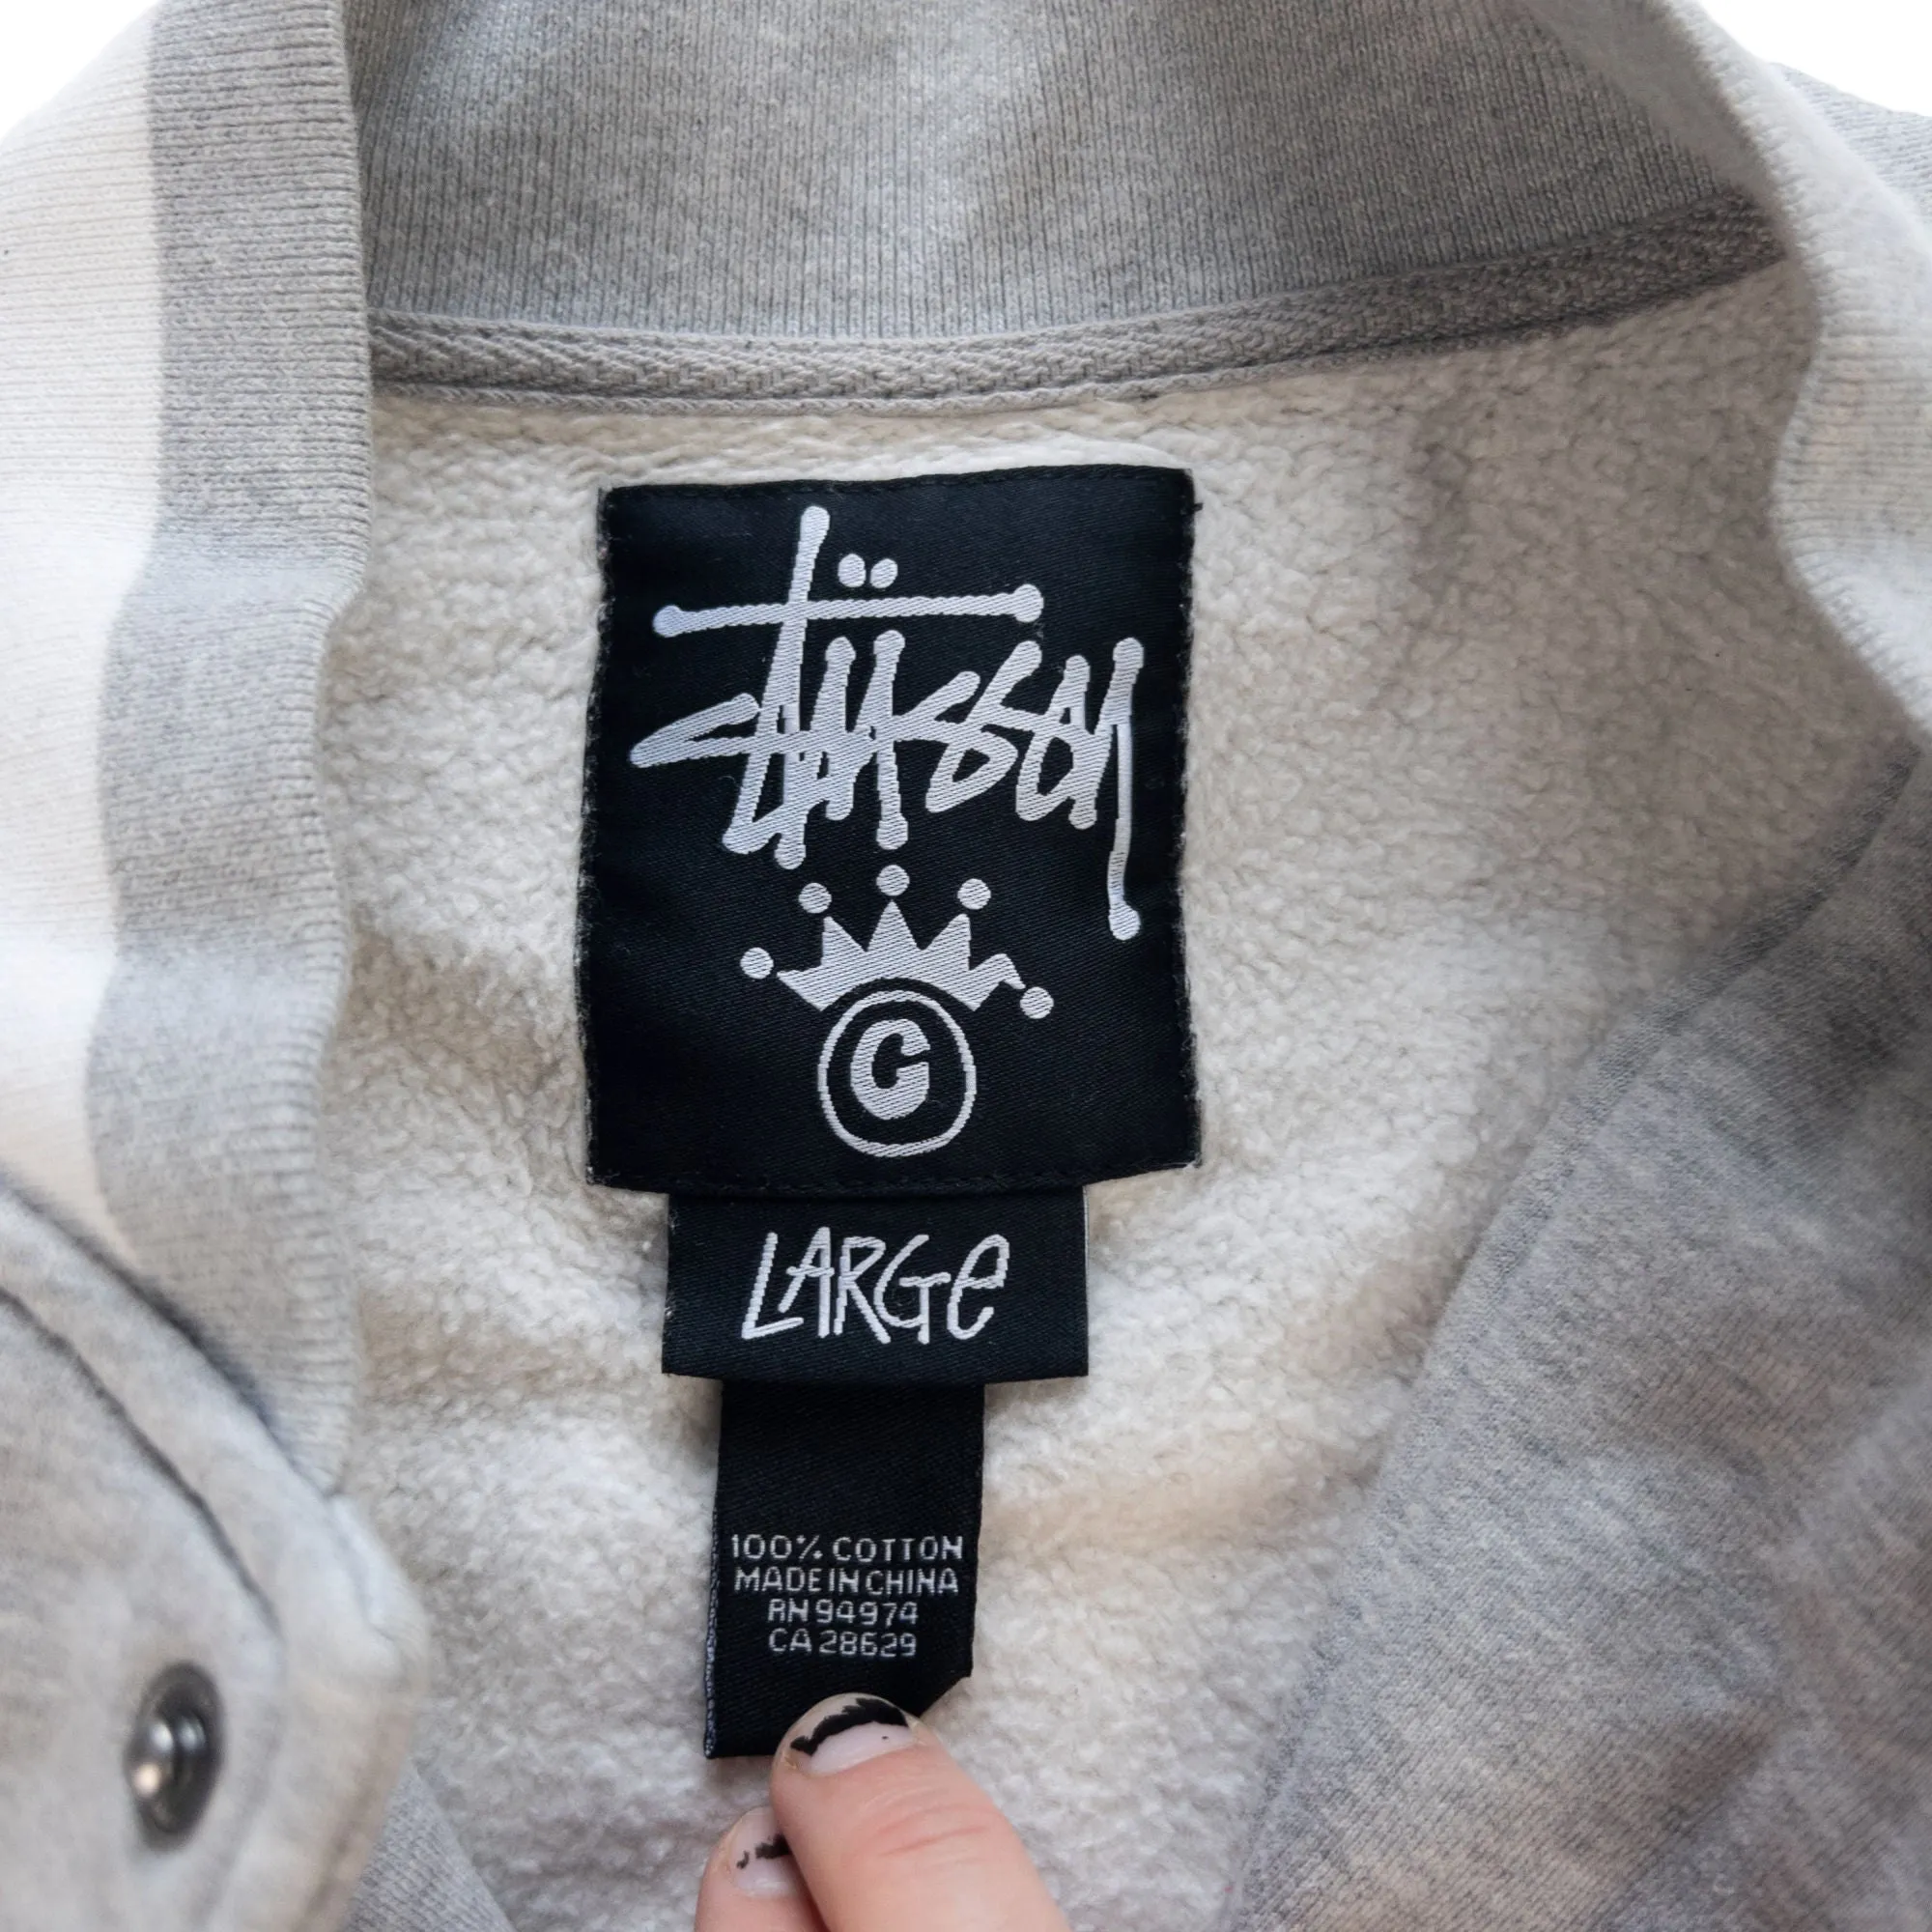 Stüssy
©
LARGE
100% COTTON
MADE IN CHINA
RN 94974
CA 28629